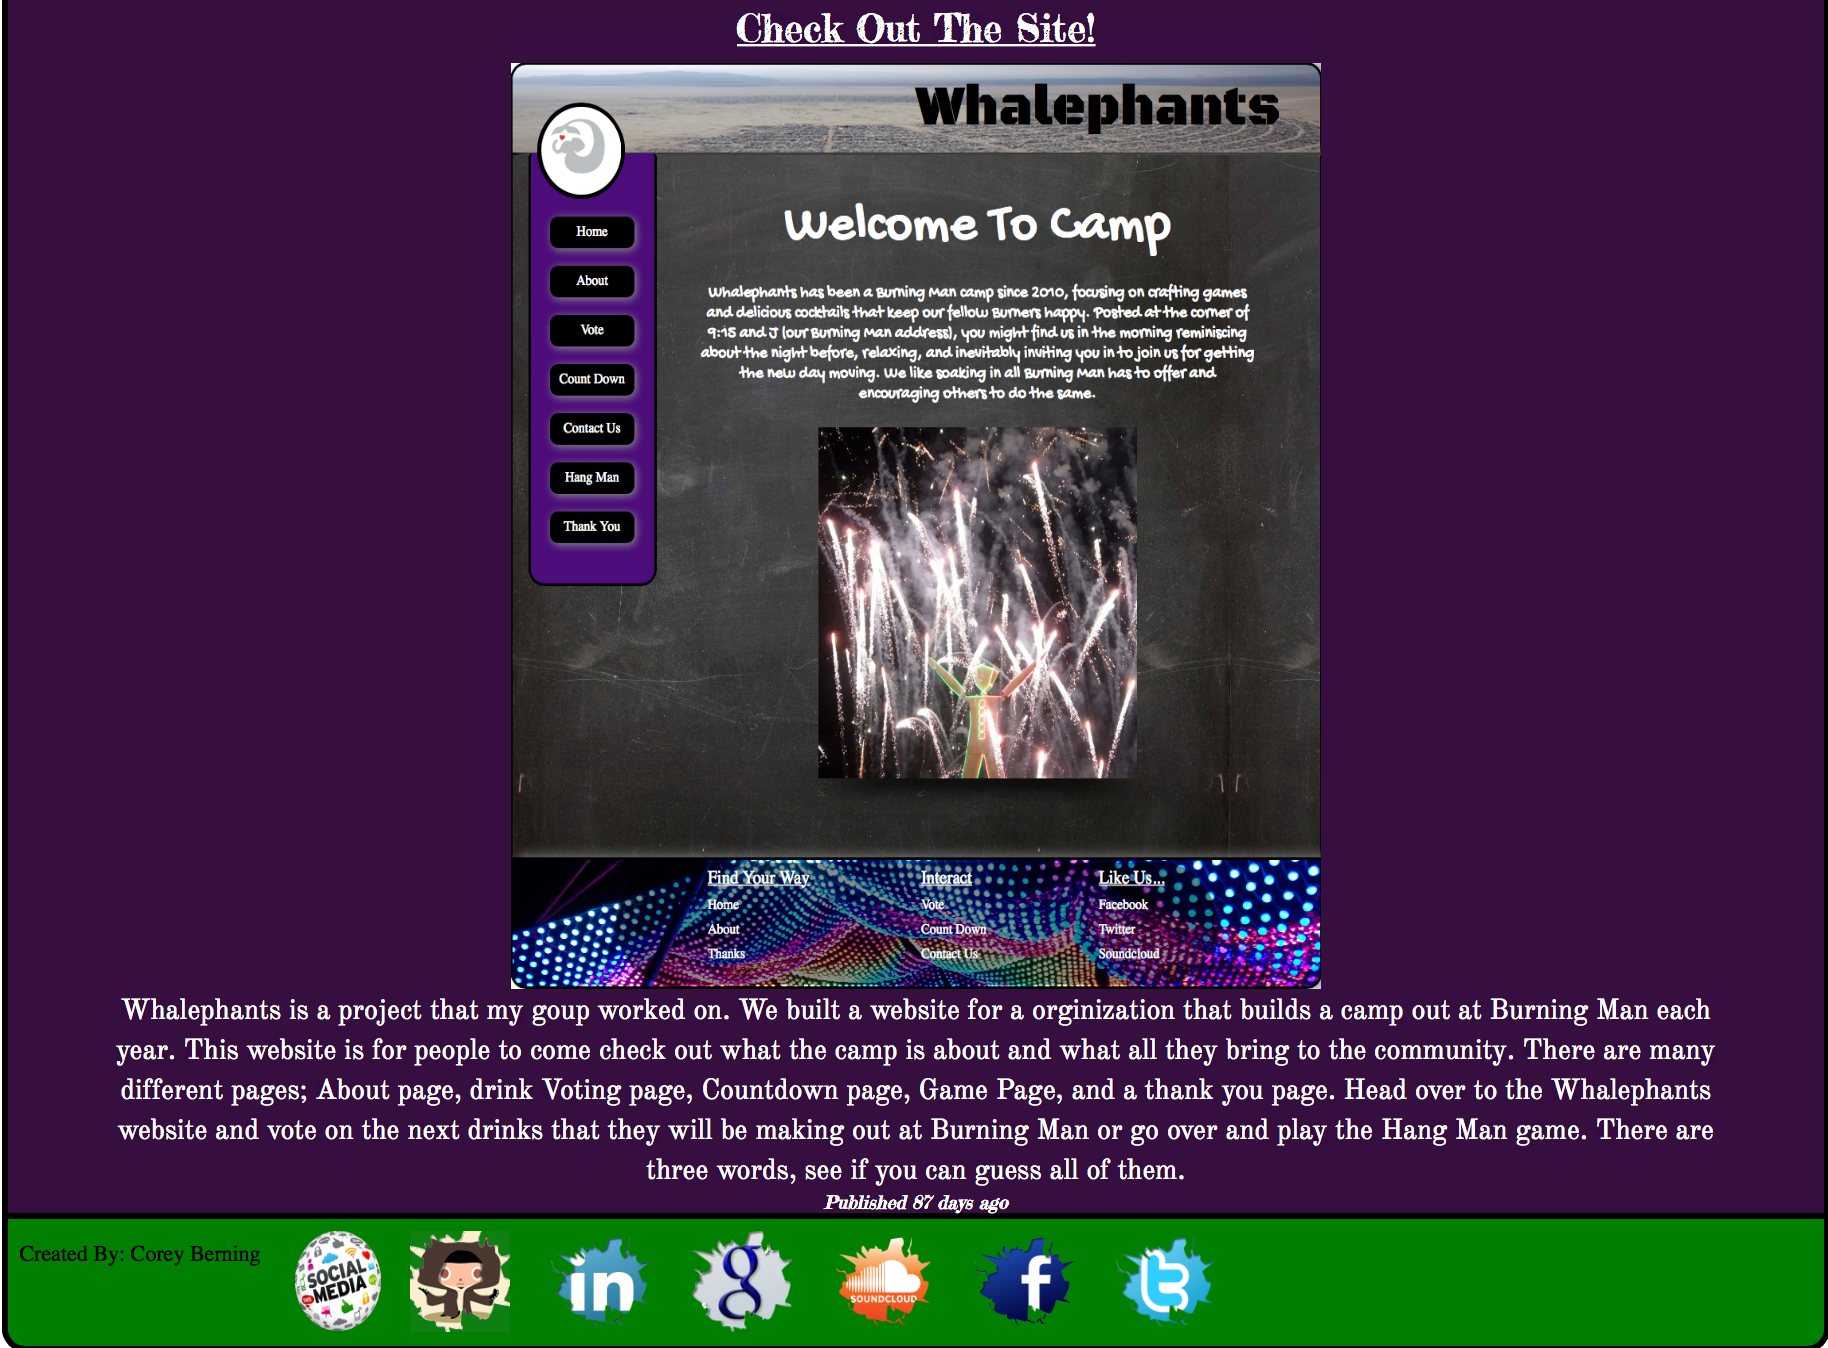 Check Out The Site!
Whalephants
Home
About
Vote
Count Down
Contact Us
Hang Man
Thank You
Welcome To Camp
Whalephants has been a Burning Man camp since 2010, focusing on crafting games
and delicious cocktails that keep our fellow Burners happy. Posted at the corner of
9:15 and J (our Burning Man address), you might find us in the morning reminiscing
about the night before, relaxing, and inevitably inviting you in to join us for getting
the new day moving. We like soaking in all Burning Man has to offer and
encouraging others to do the same.
Find Your Way
Home
About
Thanks
Interact
Vote
Count Down
Contact Us
Like Us...
Facebook
Twitter
Soundcloud
Whalephants is a project that my goup worked on. We built a website for a orginization that builds a camp out at Burning Man each
year. This website is for people to come check out what the camp is about and what all they bring to the community. There are many
different pages; About page, drink Voting page, Countdown page, Game Page, and a thank you page. Head over to the Whalephants
website and vote on the next drinks that they will be making out at Burning Man or go over and play the Hang Man game. There are
three words, see if you can guess all of them.
Published 87 days ago
Created By: Corey Berning
SOCIAL
MEDIA
in
g
SOUNDCLOUD
f
t